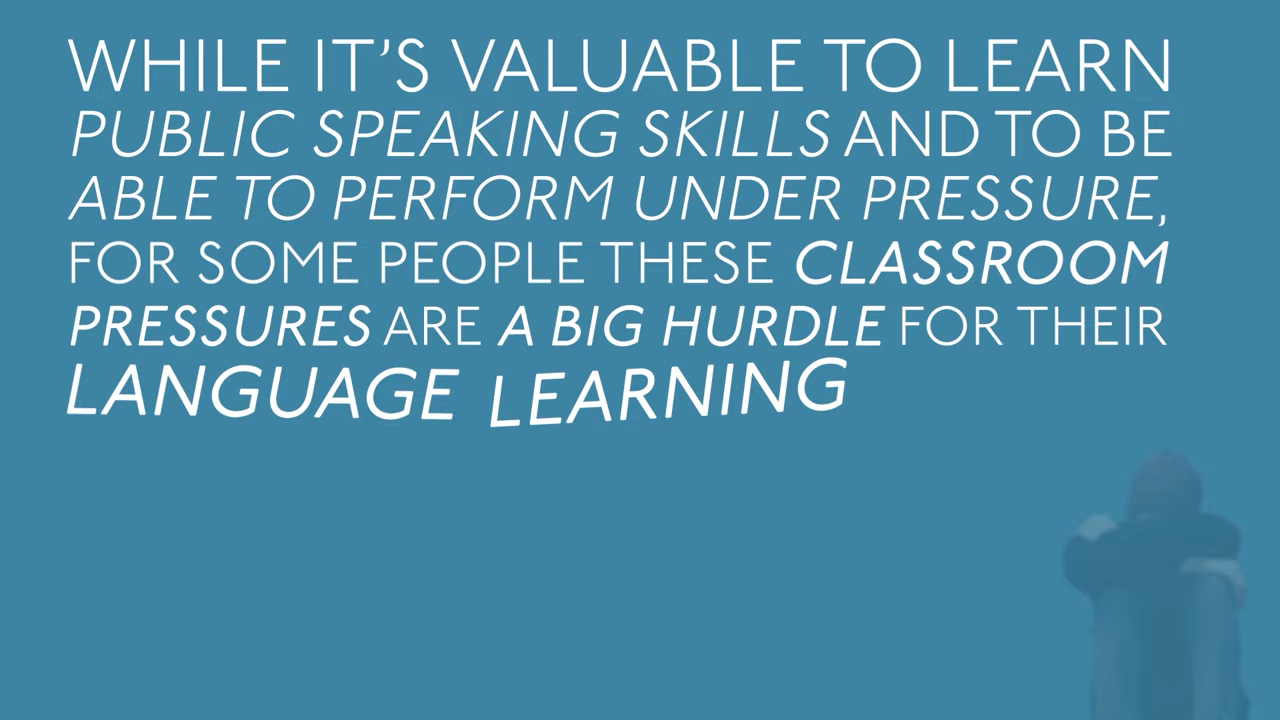 WHILE IT'S VALUABLE TO LEARN
PUBLIC SPEAKING SKILLS AND TO BE
ABLE TO PERFORM UNDER PRESSURE,
FOR SOME PEOPLE THESE CLASSROOM
PRESSURES ARE A BIG HURDLE FOR THEIR
LANGUAGE LEARNING